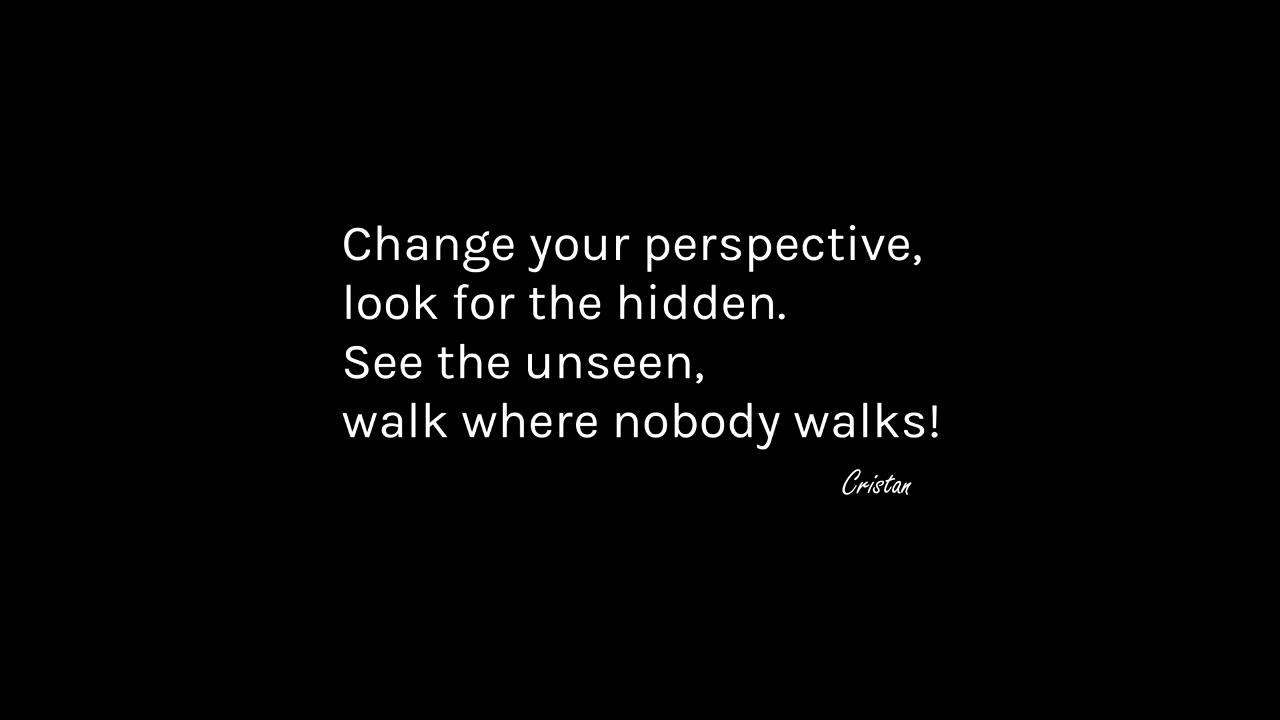 Change your perspective,
look for the hidden.
See the unseen,
walk where nobody walks!
Cristan